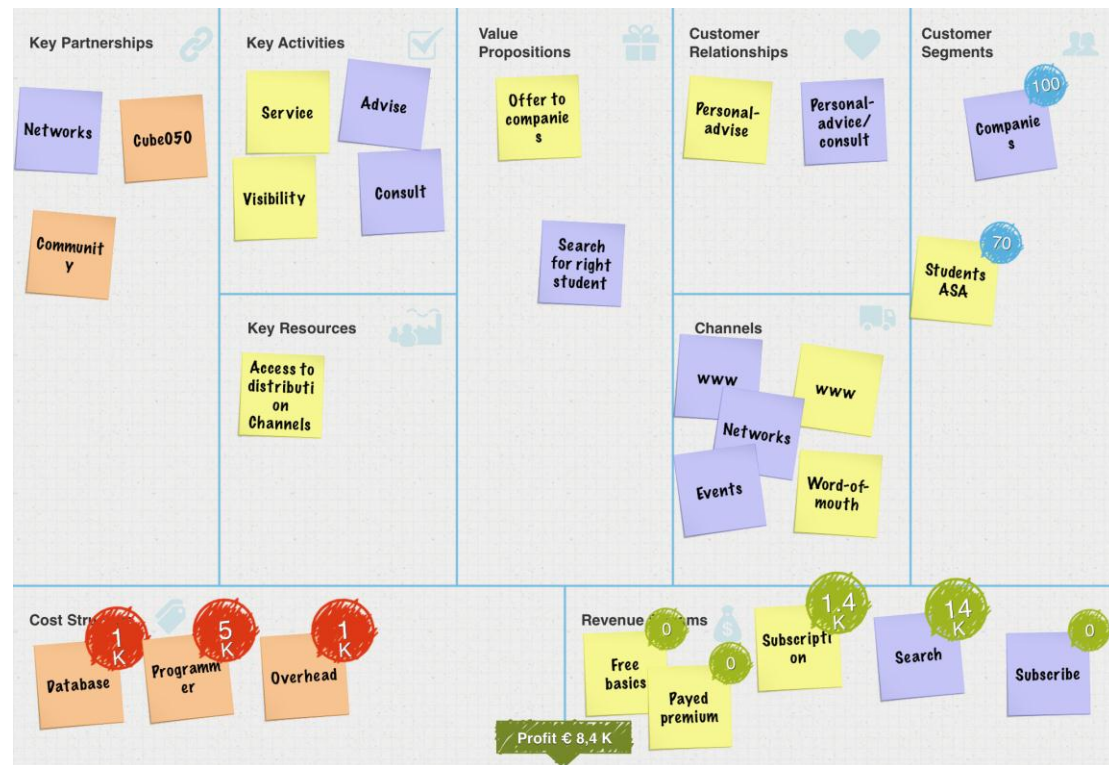 Key Partnerships
Networks
Cube050
Communit
y
Key Activities
Service
Advise
Visibility
Consult
Key Resources
Access to
distributi
on
Channels
Value
Propositions
Offer to
companie
s
Search
for right
student
Customer
Relationships
Personal-
advise
Personal-
advice/
consult
Channels
www
www
Networks
Events
Word-of-
mouth
Customer
Segments
100
Companie
s
70
Students
ASA
Cost Str
1
K
Database
5
K
Programm
er
1
K
Overhead
Revenue S ams
0
Free
basics
0
Payed
premium
1.4
K
Subscripti
on
14
K
Search
0
Subscribe
Profit € 8,4 K